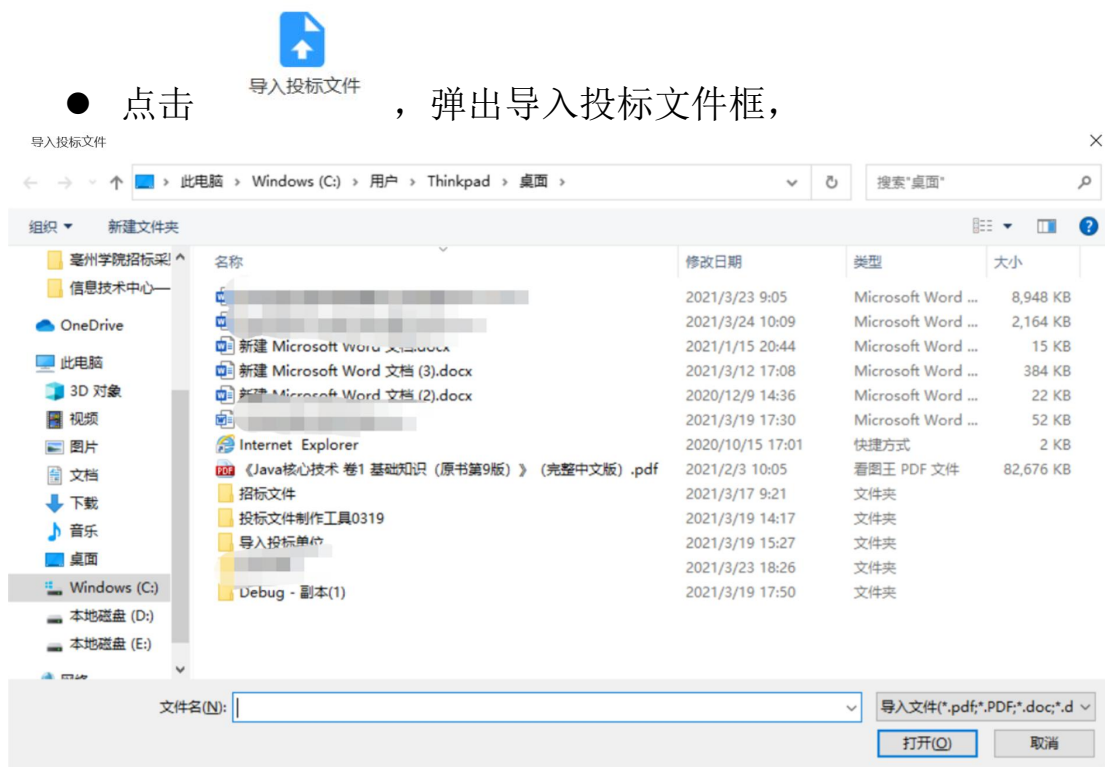 导入投标文件
● 点击 ，弹出导入投标文件框，
导入投标文件
此电脑 › Windows (C:) › 用户 › Thinkpad › 桌面 › 搜索"桌面"
组织 新建文件夹
亳州学院招标采
信息技术中心—
OneDrive
此电脑
3D 对象
视频
图片
文档
下载
音乐
桌面
Windows (C:)
本地磁盘 (D:)
本地磁盘 (E:)
名称 修改日期 类型 大小
2021/3/23 9:05 Microsoft Word ... 8,948 KB
2021/3/24 10:09 Microsoft Word ... 2,164 KB
新建 Microsoft Word 文档.docx 2021/1/15 20:44 Microsoft Word ... 15 KB
新建 Microsoft Word 文档 (3).docx 2021/3/12 17:08 Microsoft Word ... 384 KB
新建 Microsoft Word 文档 (2).docx 2020/12/9 14:36 Microsoft Word ... 22 KB
2021/3/19 17:30 Microsoft Word ... 52 KB
Internet Explorer 2020/10/15 17:01 快捷方式 2 KB
《Java核心技术 卷1 基础知识（原书第9版）》（完整中文版）.pdf 2021/2/3 10:05 看图王 PDF 文件 82,676 KB
招标文件 2021/3/17 9:21 文件夹
投标文件制作工具0319 2021/3/19 14:17 文件夹
导入投标单位 2021/3/19 15:27 文件夹
2021/3/23 18:26 文件夹
Debug - 副本(1) 2021/3/19 17:50 文件夹
文件名(N): 导入文件(*.pdf;*.PDF;*.doc;*.d
打开(O) 取消